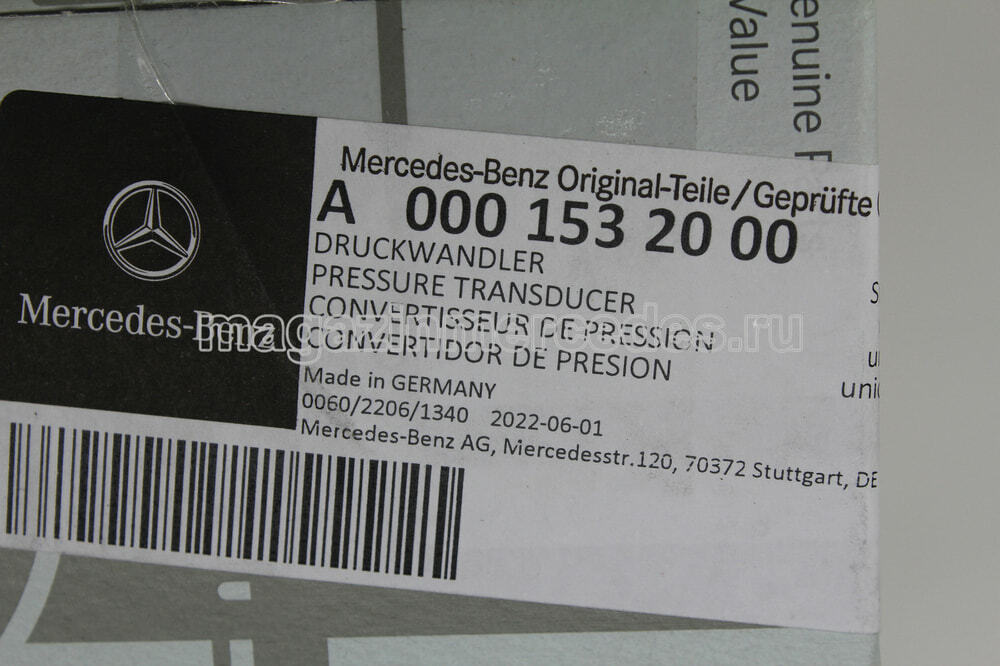 enuine P
Value
Mercedes-Benz
Mercedes-Benz Original-Teile/Geprüfte
A 000 153 20 00
DRUCKWANDLER
PRESSURE TRANSDUCER
CONVERTISSEUR DE PRESSION
CONVERTIDOR DE PRESION
Made in GERMANY
0060/2206/1340 2022-06-01
Mercedes-Benz AG, Mercedesstr.120, 70372 Stuttgart, DE
magazinmercedes.ru